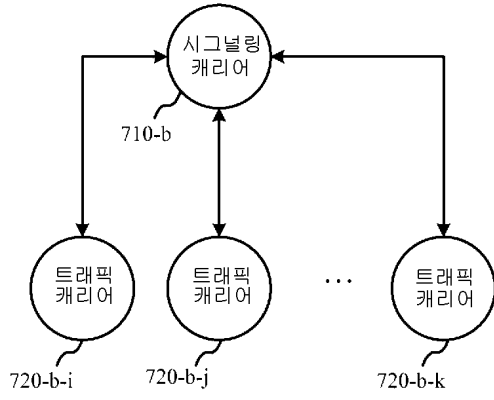 시그널링
캐리어
710-b
트래픽
캐리어
트래픽
캐리어
...
트래픽
캐리어
720-b-i
720-b-j
720-b-k